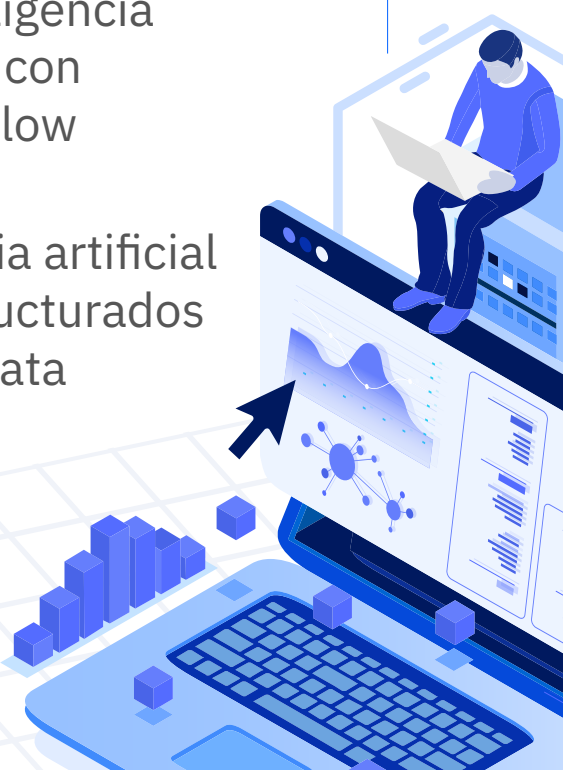 igencia
con
low
ia artificial
ucturados
ata